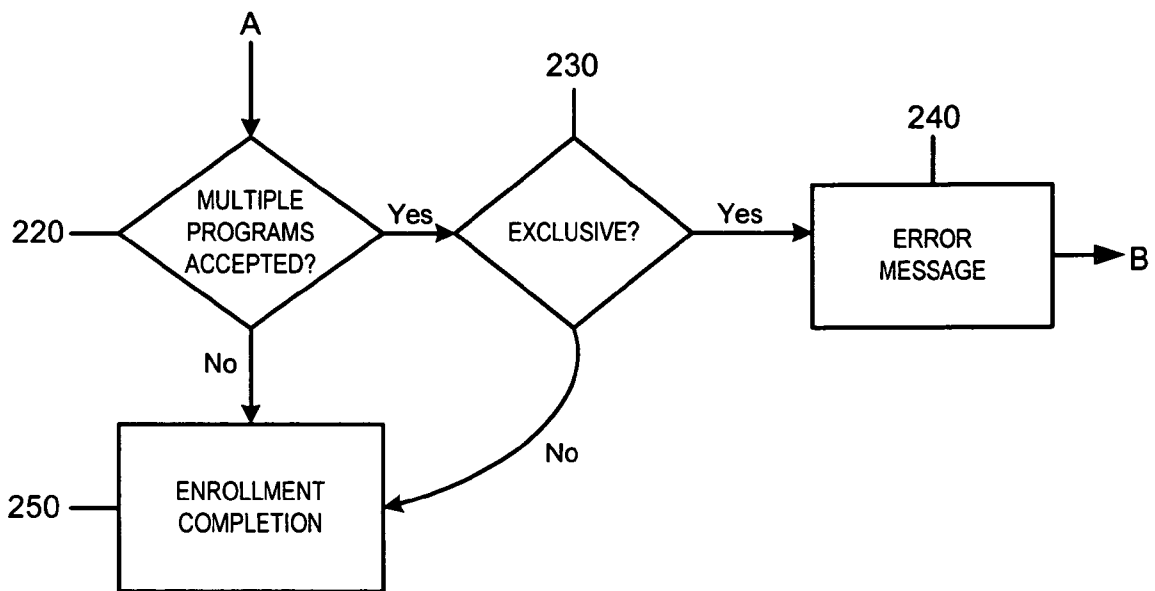 A
230
240
220
MULTIPLE
PROGRAMS
ACCEPTED?
Yes
EXCLUSIVE?
Yes
ERROR
MESSAGE
B
No
No
250
ENROLLMENT
COMPLETION